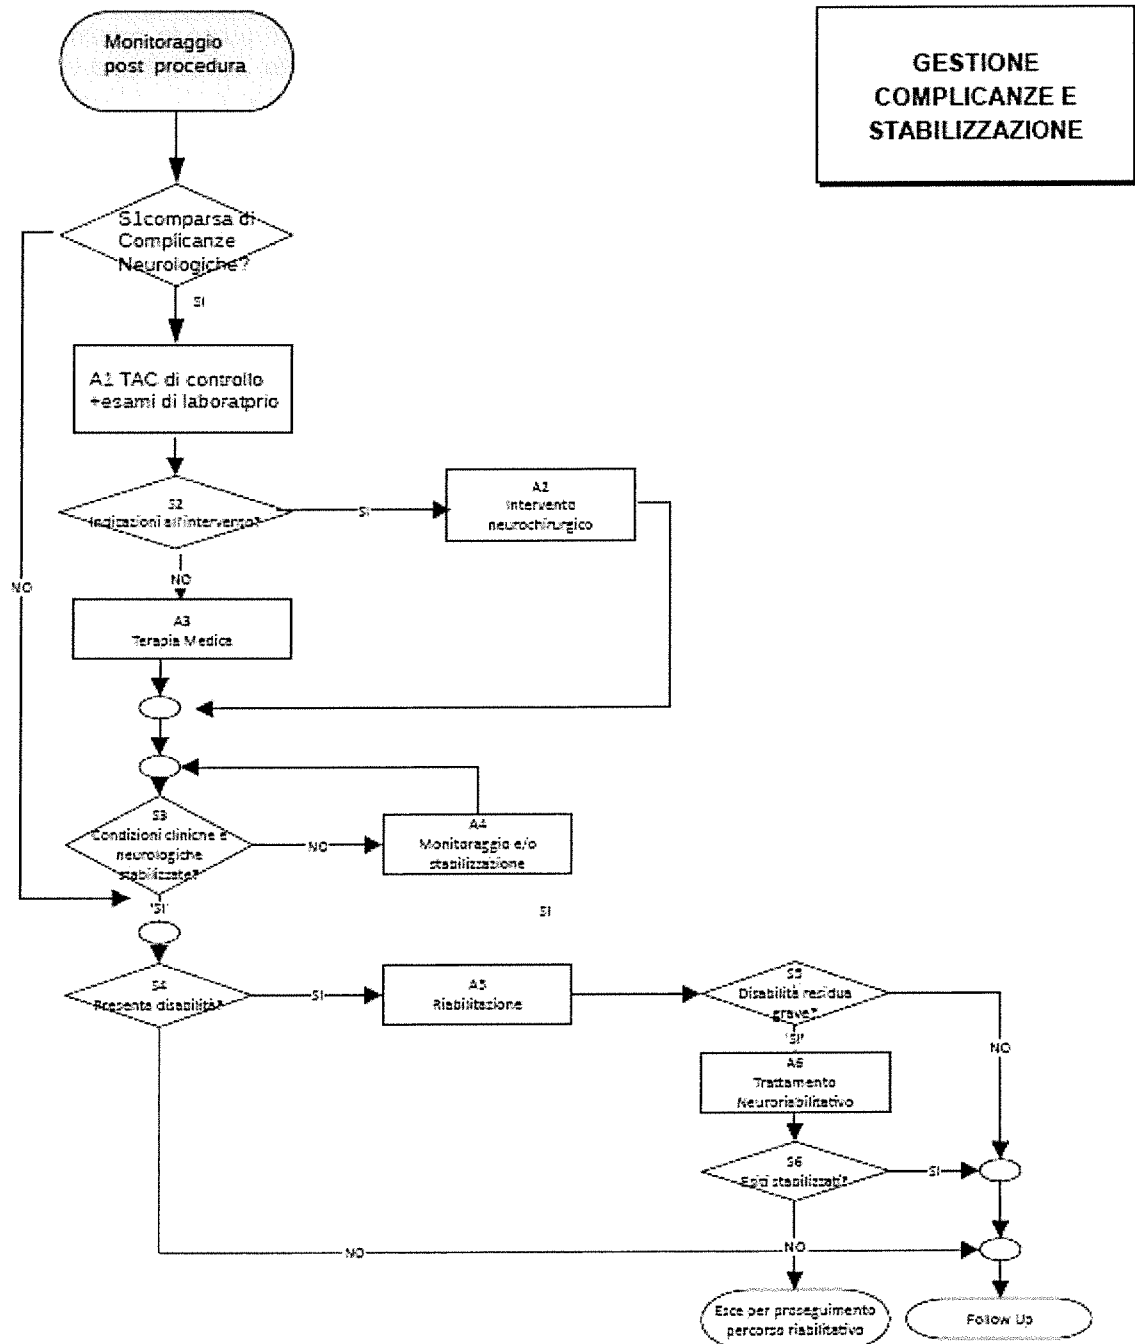 Monitoraggio
post procedura
GESTIONE
COMPLICANZE E
STABILIZZAZIONE
S1comparsa di
Complicanze
Neurologiche?
SI
A1 TAC di controllo
+esami di laboratprio
S2
Indicazioni all'intervento?
SI
A2
Intervento
neurochirurgico
NO
NO
A3
Terapia Medica
S3
Condizioni cliniche e
neurologiche
stabilizzate?
NO
A4
Monitoraggio e/o
stabilizzazione
'SI'
SI
S4
Presenta disabilità?
SI
A5
Riabilitazione
S5
Disabilità residua
grave?
'SI'
NO
A6
Trattamento
Neuroriabilitativo
S6
Esiti stabilizzati?
SI
NO
NO
Esce per proseguimento
percorso riabilitativo
Follow Up